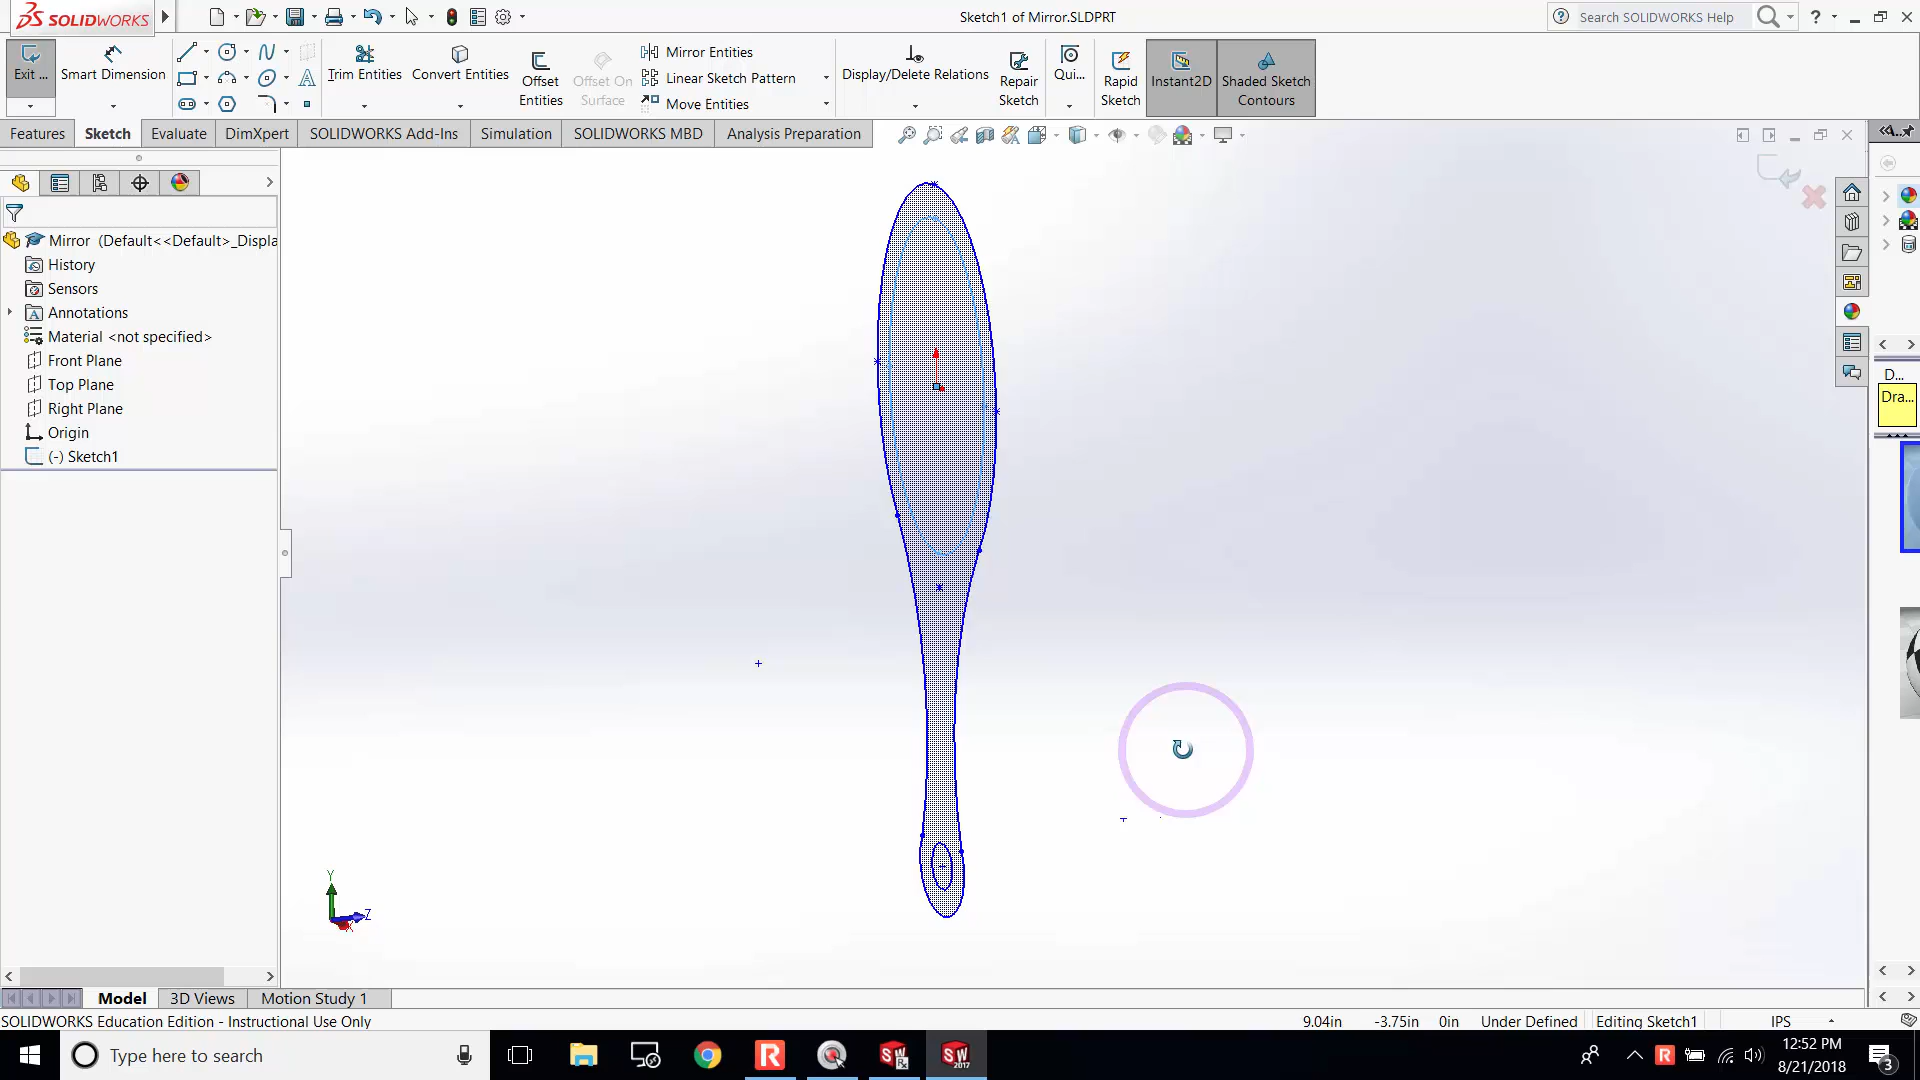 SOLIDWORKS
Sketch1 of Mirror.SLDPRT
Search SOLIDWORKS Help
Exit ...
Smart Dimension
Trim Entities
Convert Entities
Offset Entities
Offset On Surface
Mirror Entities
Linear Sketch Pattern
Move Entities
Display/Delete Relations
Repair Sketch
Qui...
Rapid Sketch
Instant2D
Shaded Sketch Contours
Features
Sketch
Evaluate
DimXpert
SOLIDWORKS Add-Ins
Simulation
SOLIDWORKS MBD
Analysis Preparation
Mirror (Default<<Default>_Displa
History
Sensors
Annotations
Material <not specified>
Front Plane
Top Plane
Right Plane
Origin
(-) Sketch1
D...
Dra...
Y
Z
X
Model
3D Views
Motion Study 1
SOLIDWORKS Education Edition - Instructional Use Only
9.04in
-3.75in
0in
Under Defined
Editing Sketch1
IPS
Type here to search
12:52 PM
8/21/2018
3